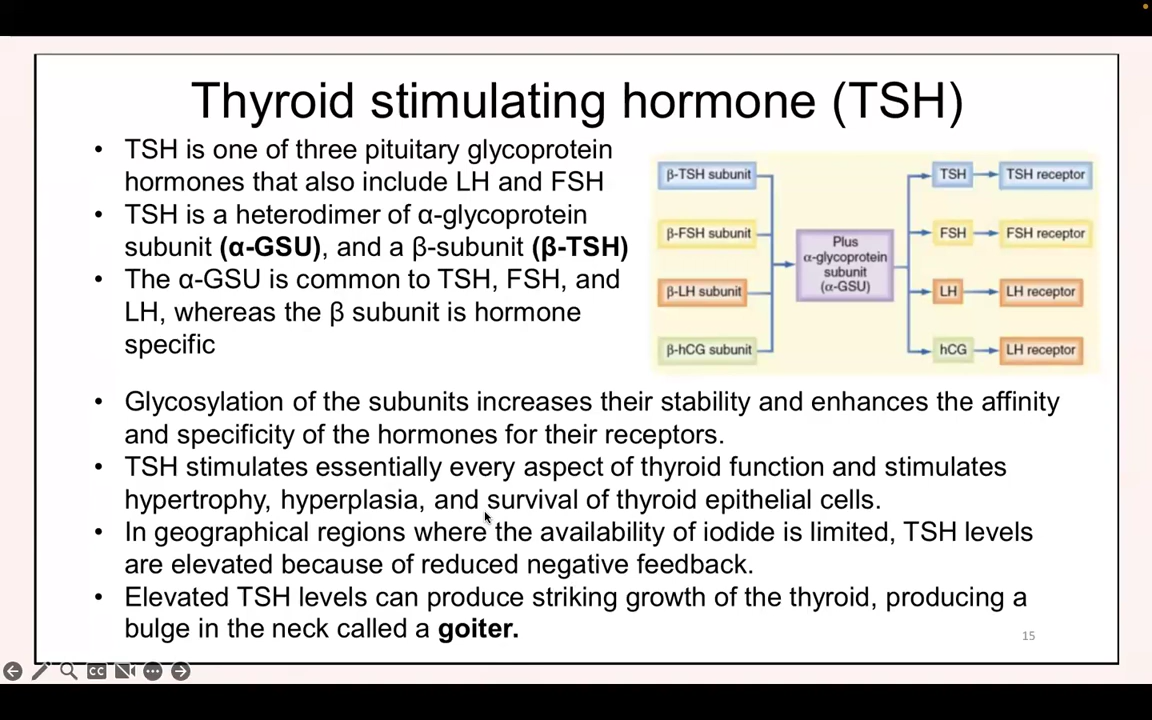 Thyroid stimulating hormone (TSH)
• TSH is one of three pituitary glycoprotein
hormones that also include LH and FSH
• TSH is a heterodimer of α-glycoprotein
subunit (α-GSU), and a β-subunit (β-TSH)
• The α-GSU is common to TSH, FSH, and
LH, whereas the β subunit is hormone
specific
β-TSH subunit
β-FSH subunit
β-LH subunit
β-hCG subunit
Plus
α-glycoprotein
subunit
(α-GSU)
TSH
TSH receptor
FSH
FSH receptor
LH
LH receptor
hCG
LH receptor
• Glycosylation of the subunits increases their stability and enhances the affinity
and specificity of the hormones for their receptors.
• TSH stimulates essentially every aspect of thyroid function and stimulates
hypertrophy, hyperplasia, and survival of thyroid epithelial cells.
• In geographical regions where the availability of iodide is limited, TSH levels
are elevated because of reduced negative feedback.
• Elevated TSH levels can produce striking growth of the thyroid, producing a
bulge in the neck called a goiter.
15
CC